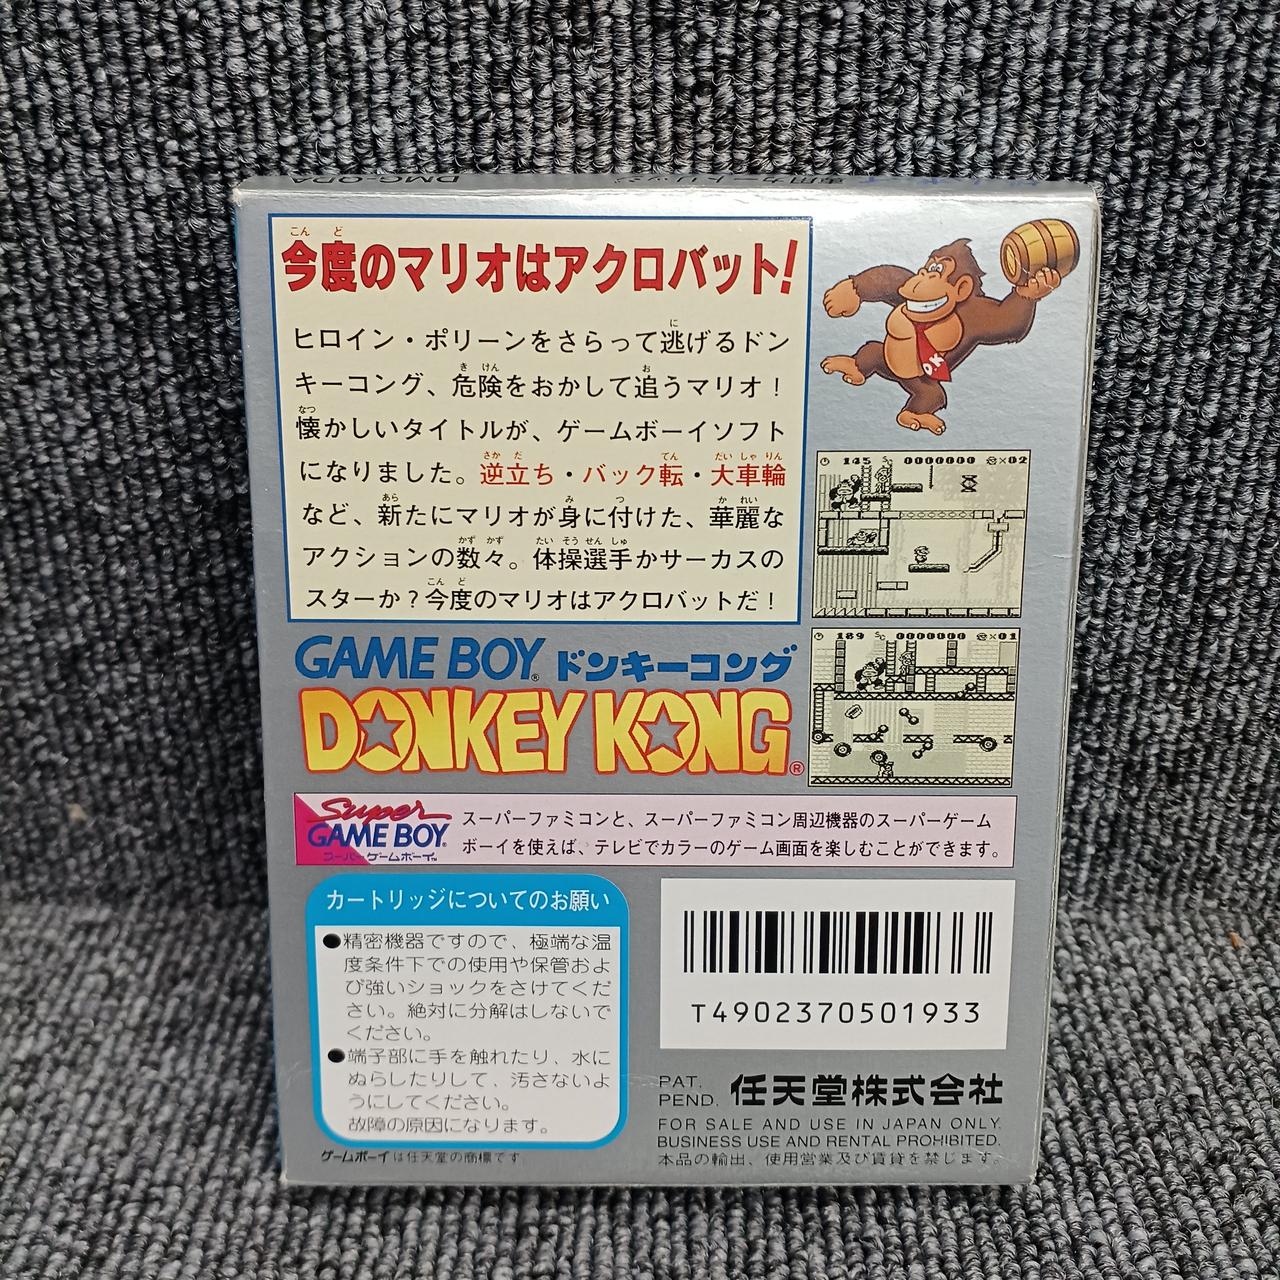 DMG-QDA
今度のマリオはアクロバット!
ヒロイン・ポリーンをさらって逃げるドン
キーコング、危険をおかして追うマリオ!
懐かしいタイトルが、ゲームボーイソフト
になりました。逆立ち・バック転・大車輪
など、新たにマリオが身に付けた、華麗な
アクションの数々。体操選手かサーカスの
スターか?今度のマリオはアクロバットだ!
DK
145 0000000 ×02
189 0000000 ×01
GAME BOY® ドンキーコング
DONKEY KONG®
Super
GAME BOY
スーパーゲームボーイ™
スーパーファミコンと、スーパーファミコン周辺機器のスーパーゲーム
ボーイを使えば、テレビでカラーのゲーム画面を楽しむことができます。
カートリッジについてのお願い
●精密機器ですので、極端な温
度条件下での使用や保管およ
び強いショックをさけてくだ
さい。絶対に分解はしないで
ください。
●端子部に手を触れたり、水に
ぬらしたりして、汚さないよ
うにしてください。
故障の原因になります。
ゲームボーイは任天堂の商標です
T4902370501933
PAT. PEND. 任天堂株式会社
FOR SALE AND USE IN JAPAN ONLY.
BUSINESS USE AND RENTAL PROHIBITED.
本品の輸出、使用営業及び賃貸を禁じます。